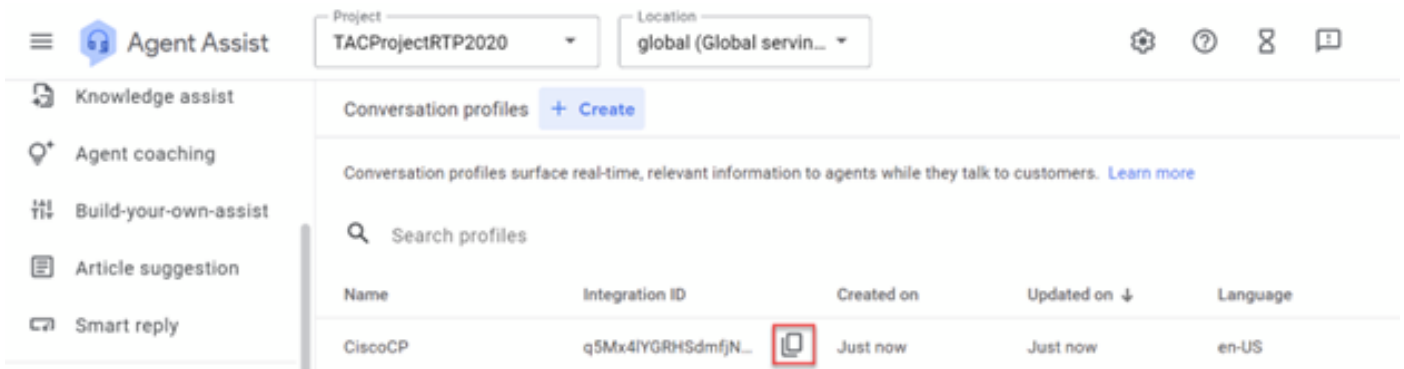 Agent Assist
Project
TACProjectRTP2020
Location
global (Global servin...
Knowledge assist
Agent coaching
Build-your-own-assist
Article suggestion
Smart reply
Conversation profiles + Create
Conversation profiles surface real-time, relevant information to agents while they talk to customers. Learn more
Search profiles
Name Integration ID Created on Updated on ↓ Language
CiscoCP q5Mx4lYGRHSdmfjN... Just now Just now en-US